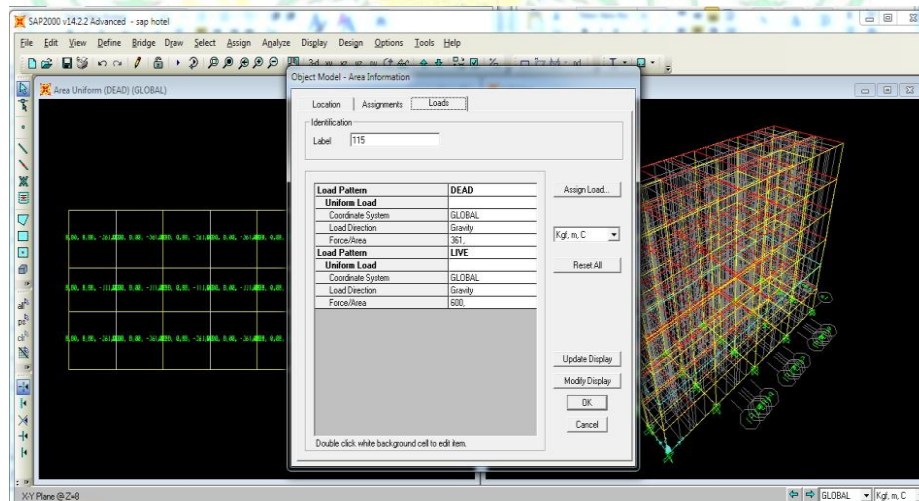 SAP2000 v14.2.2 Advanced - sap hotel
File Edit View Define Bridge Draw Select Assign Analyze Display Design Options Tools Help
Area Uniform (DEAD) (GLOBAL)
Object Model - Area Information
Location Assignments Loads
Identification
Label 115
Load Pattern DEAD
Uniform Load
Coordinate System GLOBAL
Load Direction Gravity
Force/Area 361,
Load Pattern LIVE
Uniform Load
Coordinate System GLOBAL
Load Direction Gravity
Force/Area 600,
Assign Load...
Kgf, m, C
Reset All
Update Display
Modify Display
OK
Cancel
Double click white background cell to edit item.
X-Y Plane @ Z=8
GLOBAL Kgf, m, C